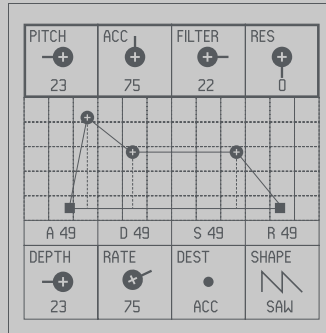 PITCH ACC FILTER RES
23 75 22 0
A 49 D 49 S 49 R 49
DEPTH RATE DEST SHAPE
23 75 ACC SAW